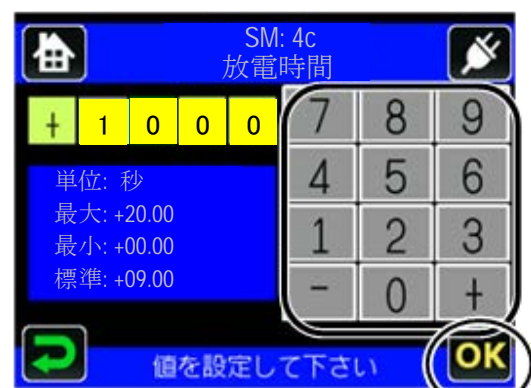 SM: 4c
放電時間
+ 1 0 0 0
7 8 9
4 5 6
1 2 3
- 0 +
単位: 秒
最大: +20.00
最小: +00.00
標準: +09.00
値を設定して下さい
OK